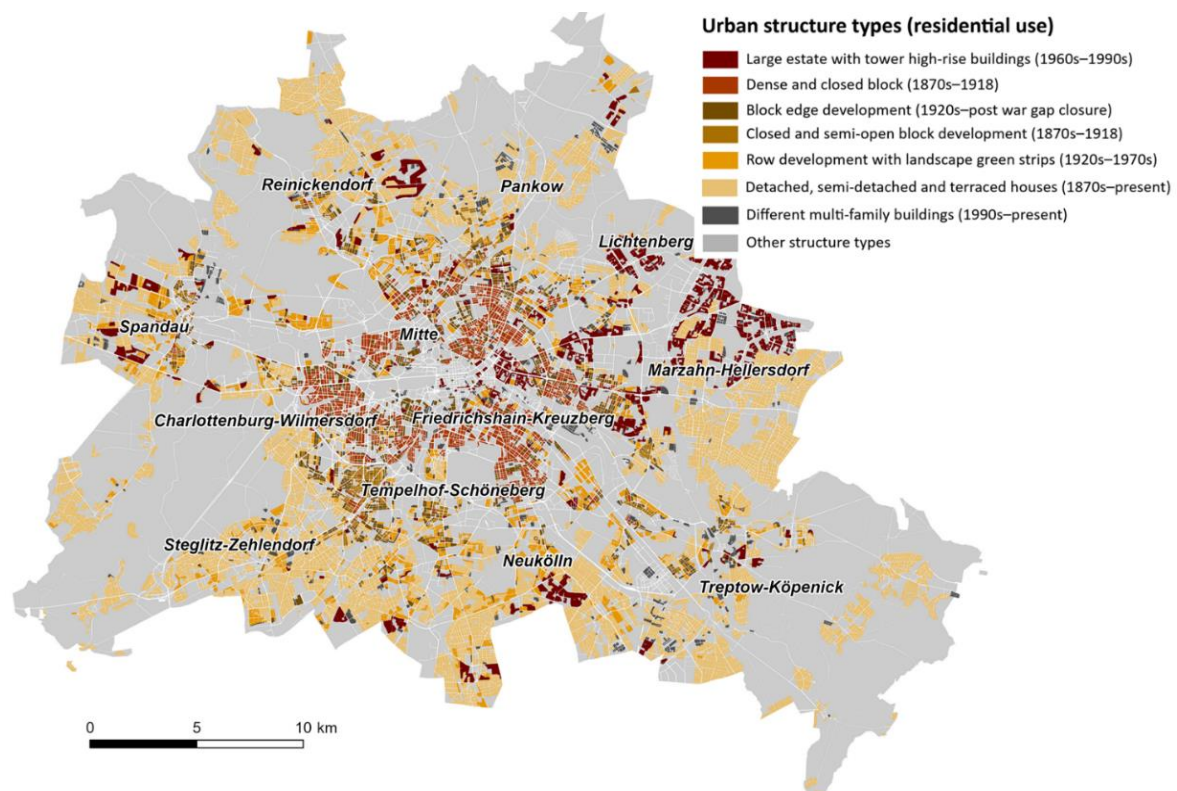 Urban structure types (residential use)
Large estate with tower high-rise buildings (1960s–1990s)
Dense and closed block (1870s–1918)
Block edge development (1920s–post war gap closure)
Closed and semi-open block development (1870s–1918)
Row development with landscape green strips (1920s–1970s)
Detached, semi-detached and terraced houses (1870s–present)
Different multi-family buildings (1990s–present)
Other structure types
Reinickendorf
Pankow
Lichtenberg
Spandau
Mitte
Marzahn-Hellersdorf
Charlottenburg-Wilmersdorf
Friedrichshain-Kreuzberg
Tempelhof-Schöneberg
Steglitz-Zehlendorf
Neukölln
Treptow-Köpenick
0 5 10 km